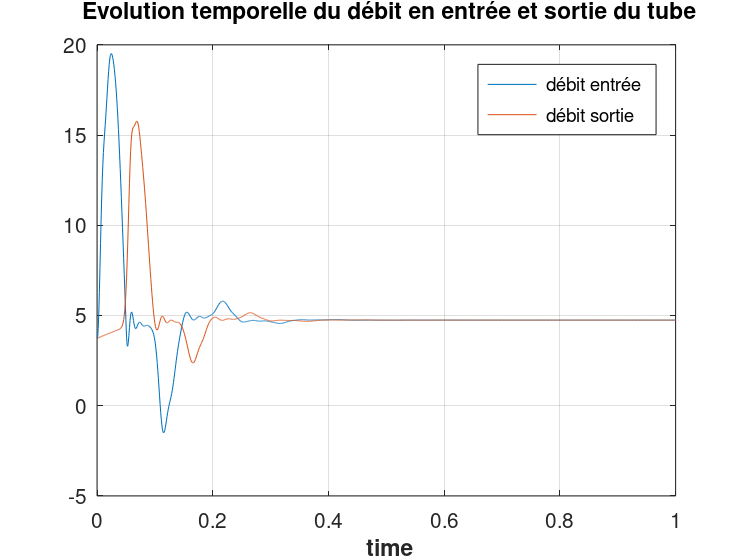 Evolution temporelle du débit en entrée et sortie du tube
20
15
10
5
0
-5
débit entrée
débit sortie
0 0.2 0.4 0.6 0.8 1
time